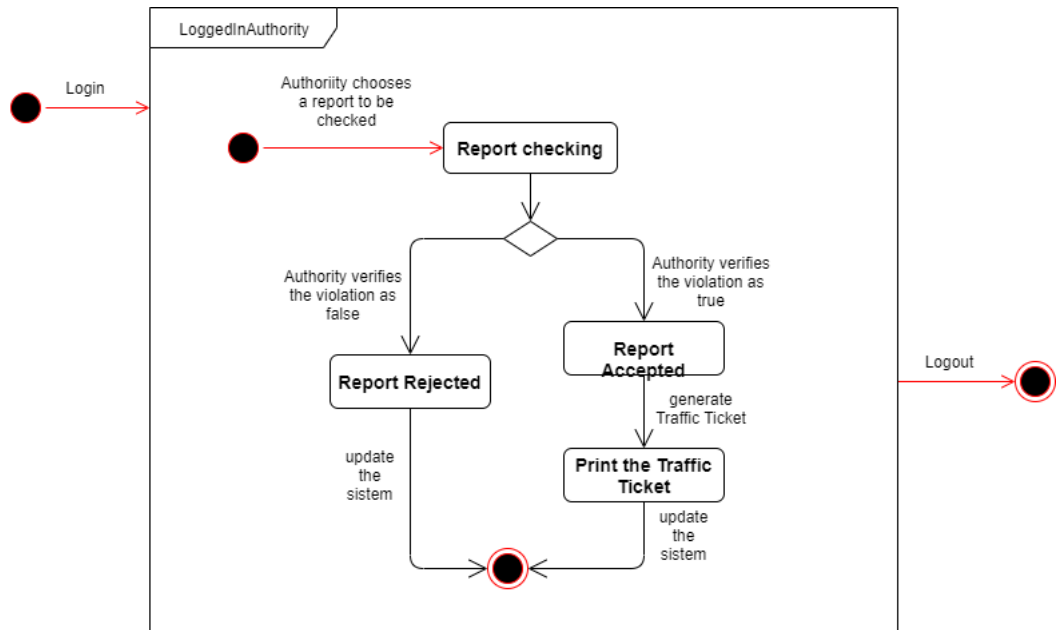 LoggedInAuthority
Login
Authoriity chooses
a report to be
checked
Report checking
Authority verifies
the violation as
false
Authority verifies
the violation as
true
Report
Accepted
Report Rejected
Logout
generate
Traffic Ticket
update
the
sistem
Print the Traffic
Ticket
update
the
sistem